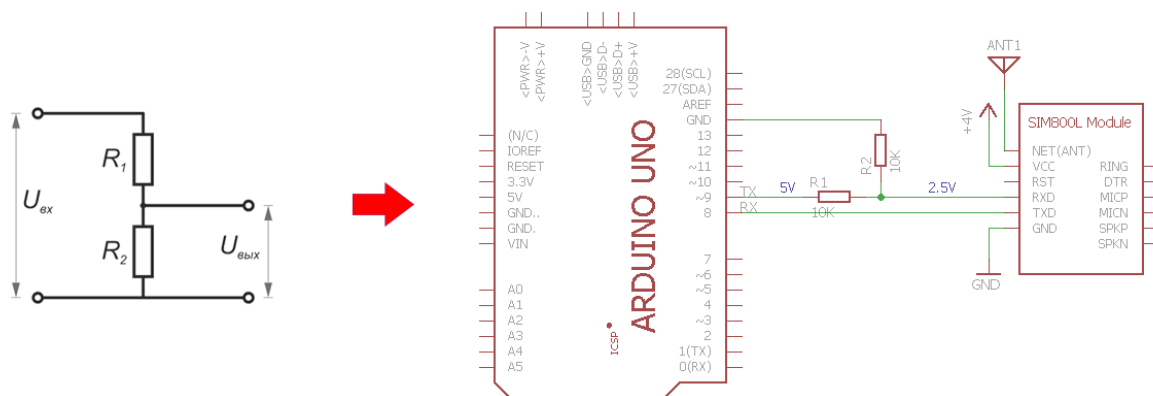 R1
R2
Uвх
Uвых
<PWR>-V
<PWR>+V
<USB>GND
<USB>D-
<USB>D+
<USB>+V
(N/C)
IOREF
RESET
3.3V
5V
GND..
GND.
VIN
A0
A1
A2
A3
A4
A5
ICSP
ARDUINO UNO
28(SCL)
27(SDA)
AREF
GND
13
12
~11
~10
~9
8
7
~6
~5
4
~3
2
1(TX)
0(RX)
TX
RX
5V
R1
10K
R2
10K
2.5V
ANT1
+4V
GND
SIM800L Module
NET(ANT)
VCC
RST
RXD
TXD
GND
RING
DTR
MICP
MICN
SPKP
SPKN